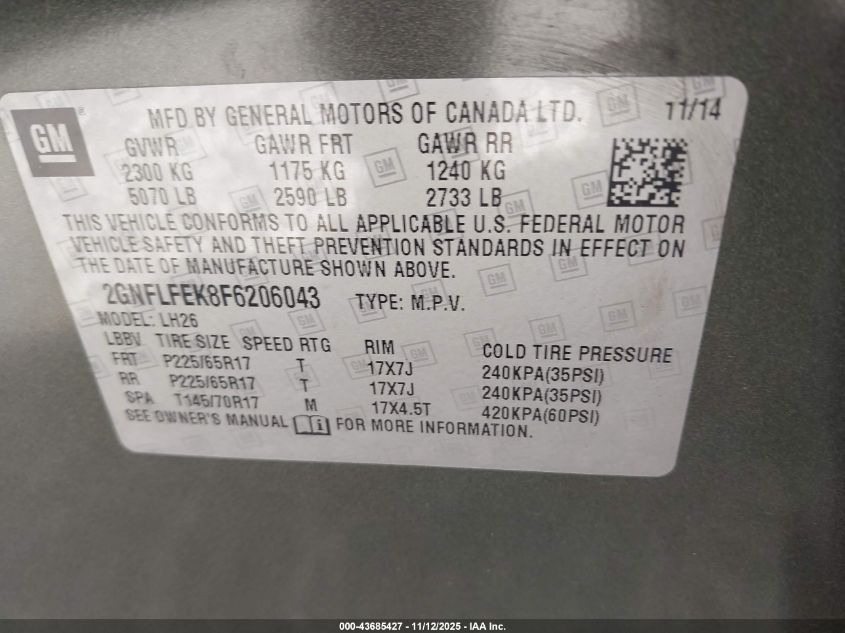 GM ® MFD BY GENERAL MOTORS OF CANADA LTD. 11/14
GVWR GAWR FRT GAWR RR
2300 KG 1175 KG 1240 KG
5070 LB 2590 LB 2733 LB
THIS VEHICLE CONFORMS TO ALL APPLICABLE U.S. FEDERAL MOTOR
VEHICLE SAFETY AND THEFT PREVENTION STANDARDS IN EFFECT ON
THE DATE OF MANUFACTURE SHOWN ABOVE.
2GNFLFEK8F6206043 TYPE: M.P.V.
MODEL: LH26
LBBV TIRE SIZE SPEED RTG RIM COLD TIRE PRESSURE
FRT P225/65R17 T 17X7J 240KPA(35PSI)
RR P225/65R17 T 17X7J 240KPA(35PSI)
SPA T145/70R17 M 17X4.5T 420KPA(60PSI)
SEE OWNER'S MANUAL FOR MORE INFORMATION.
000-43685427 - 11/12/2025 - IAA Inc.